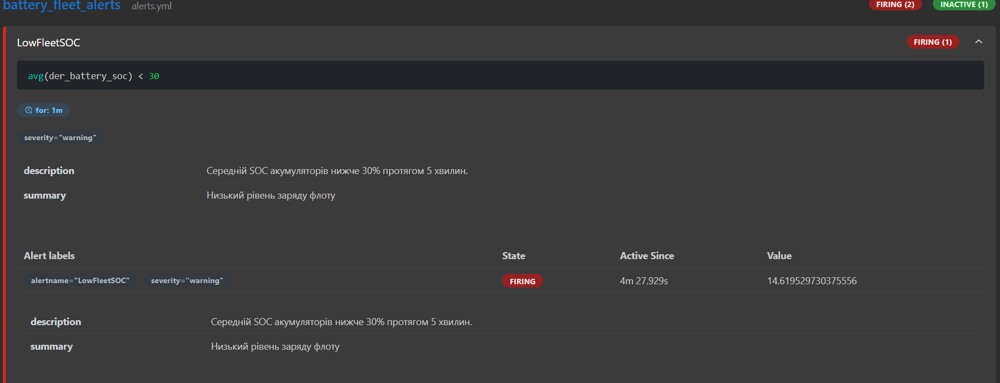 battery_fleet_alerts alerts.yml FIRING (2) INACTIVE (1)
LowFleetSOC FIRING (1)
avg(der_battery_soc) < 30
for: 1m
severity="warning"
description Середній SOC акумуляторів нижче 30% протягом 5 хвилин.
summary Низький рівень заряду флоту
Alert labels State Active Since Value
alertname="LowFleetSOC" severity="warning" FIRING 4m 27.929s 14.619529730375556
description Середній SOC акумуляторів нижче 30% протягом 5 хвилин.
summary Низький рівень заряду флоту